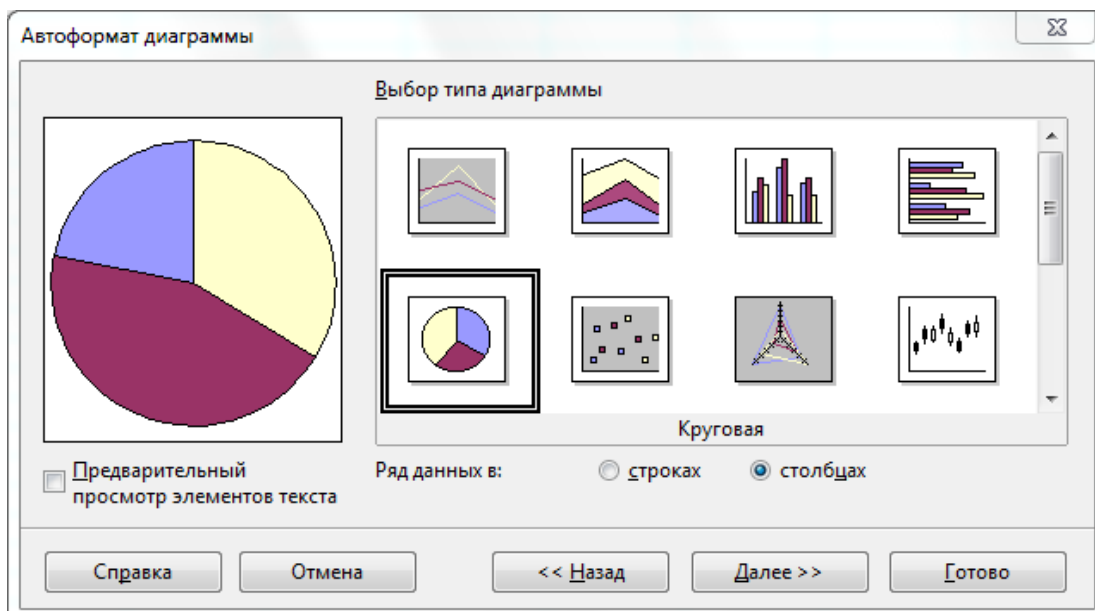 Автоформат диаграммы
Выбор типа диаграммы
Круговая
Предварительный
просмотр элементов текста
Ряд данных в:
строках
столбцах
Справка
Отмена
<< Назад
Далее >>
Готово